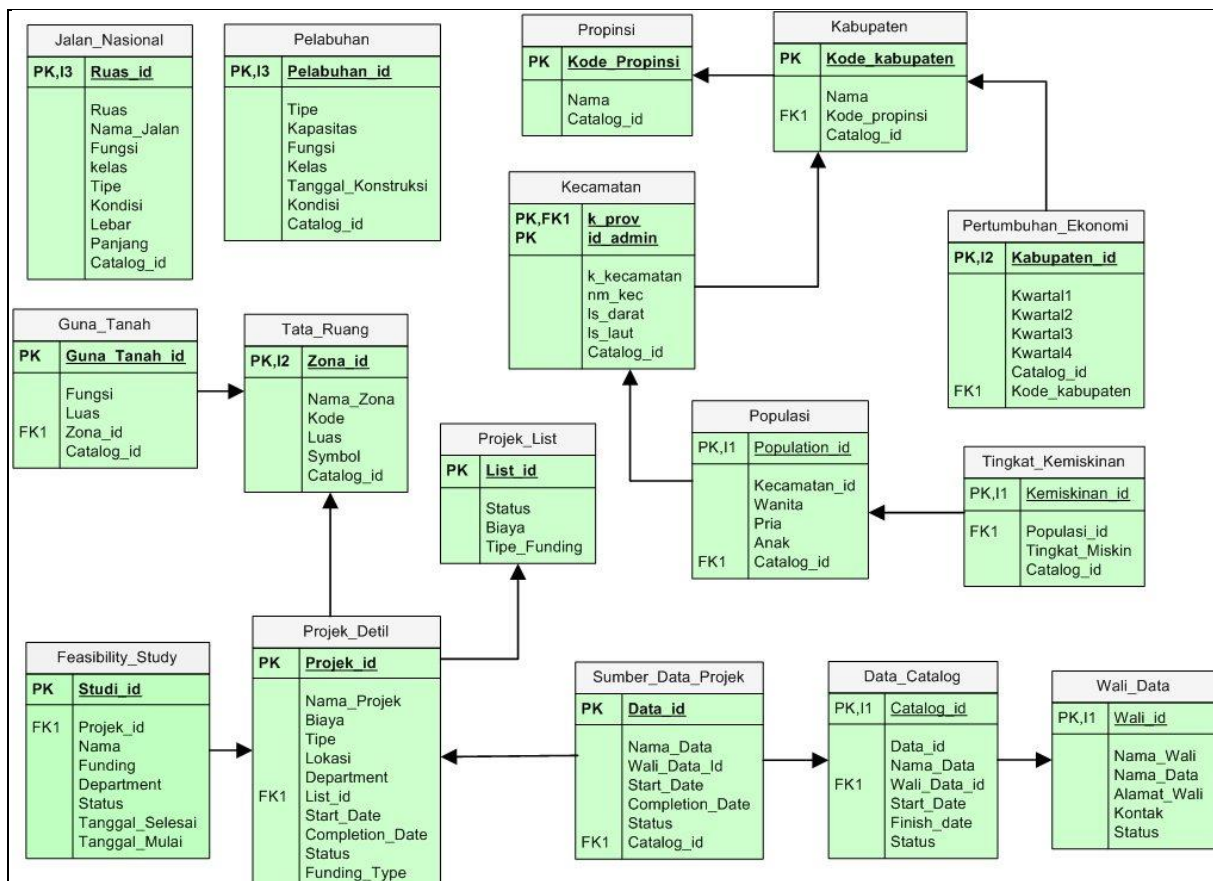 Jalan_Nasional
PK,I3 Ruas_id
Ruas
Nama_Jalan
Fungsi
kelas
Tipe
Kondisi
Lebar
Panjang
Catalog_id
Pelabuhan
PK,I3 Pelabuhan_id
Tipe
Kapasitas
Fungsi
Kelas
Tanggal_Konstruksi
Kondisi
Catalog_id
Propinsi
PK Kode_Propinsi
Nama
Catalog_id
Kabupaten
PK Kode_kabupaten
Nama
FK1 Kode_propinsi
Catalog_id
Kecamatan
PK,FK1 k_prov
PK id_admin
k_kecamatan
nm_kec
ls_darat
ls_laut
Catalog_id
Pertumbuhan_Ekonomi
PK,I2 Kabupaten_id
Kwartal1
Kwartal2
Kwartal3
Kwartal4
Catalog_id
FK1 Kode_kabupaten
Guna_Tanah
PK Guna_Tanah_id
Fungsi
Luas
FK1 Zona_id
Catalog_id
Tata_Ruang
PK,I2 Zona_id
Nama_Zona
Kode
Luas
Symbol
Catalog_id
Projek_List
PK List_id
Status
Biaya
Tipe_Funding
Populasi
PK,I1 Population_id
Kecamatan_id
Wanita
Pria
Anak
FK1 Catalog_id
Tingkat_Kemiskinan
PK,I1 Kemiskinan_id
FK1 Populasi_id
Tingkat_Miskin
Catalog_id
Feasibility_Study
PK Studi_id
FK1 Projek_id
Nama
Funding
Department
Status
Tanggal_Selesai
Tanggal_Mulai
Projek_Detil
PK Projek_id
Nama_Projek
Biaya
Tipe
Lokasi
Department
FK1 List_id
Start_Date
Completion_Date
Status
Funding_Type
Sumber_Data_Projek
PK Data_id
Nama_Data
Wali_Data_Id
Start_Date
Completion_Date
Status
FK1 Catalog_id
Data_Catalog
PK,I1 Catalog_id
Data_id
Nama_Data
FK1 Wali_Data_id
Start_Date
Finish_date
Status
Wali_Data
PK,I1 Wali_id
Nama_Wali
Nama_Data
Alamat_Wali
Kontak
Status